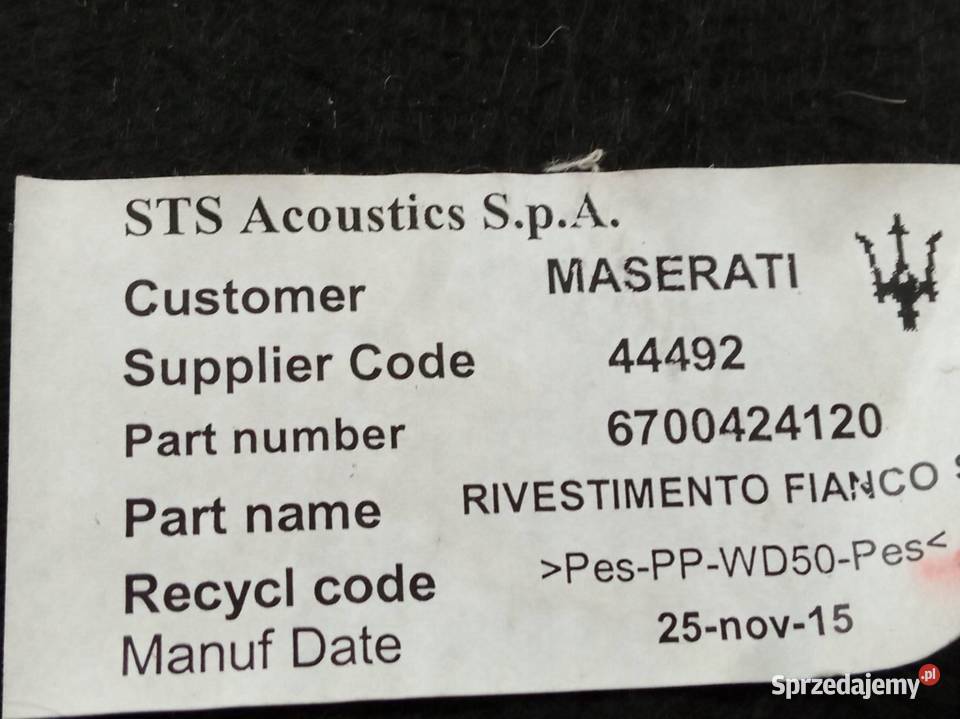 STS Acoustics S.p.A.
Customer MASERATI
Supplier Code 44492
Part number 6700424120
Part name RIVESTIMENTO FIANCO
Recycl code >Pes-PP-WD50-Pes<
Manuf Date 25-nov-15
Sprzedajemy.pl